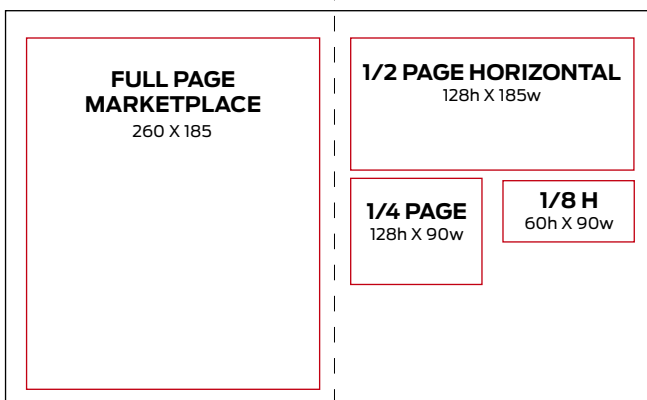 FULL PAGE
MARKETPLACE
260 X 185
1/2 PAGE HORIZONTAL
128h X 185w
1/4 PAGE
128h X 90w
1/8 H
60h X 90w